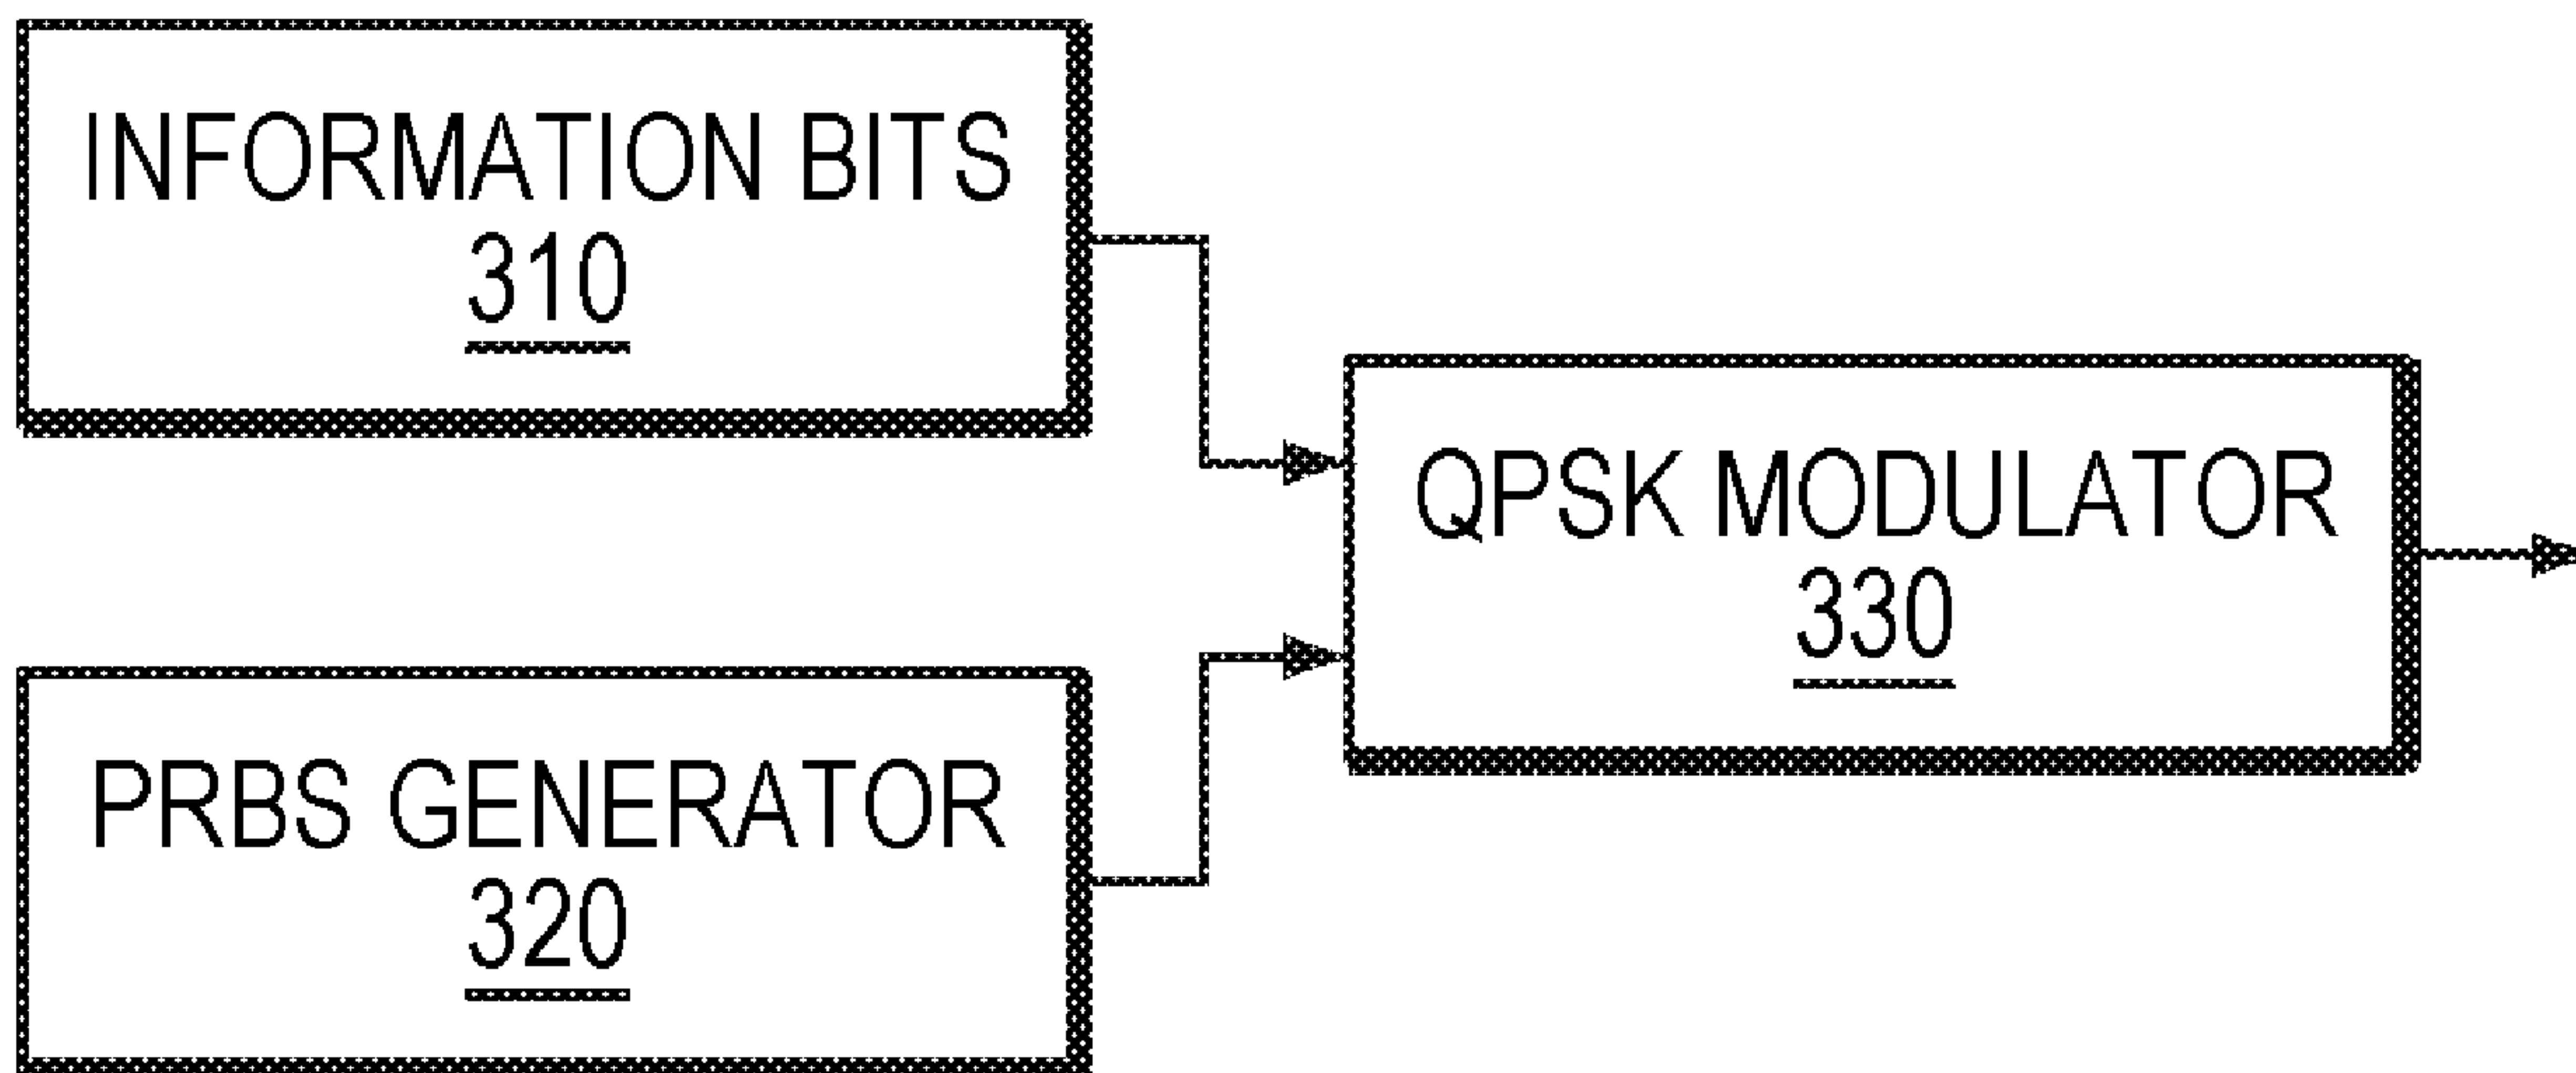 INFORMATION BITS
310
QPSK MODULATOR
330
PRBS GENERATOR
320